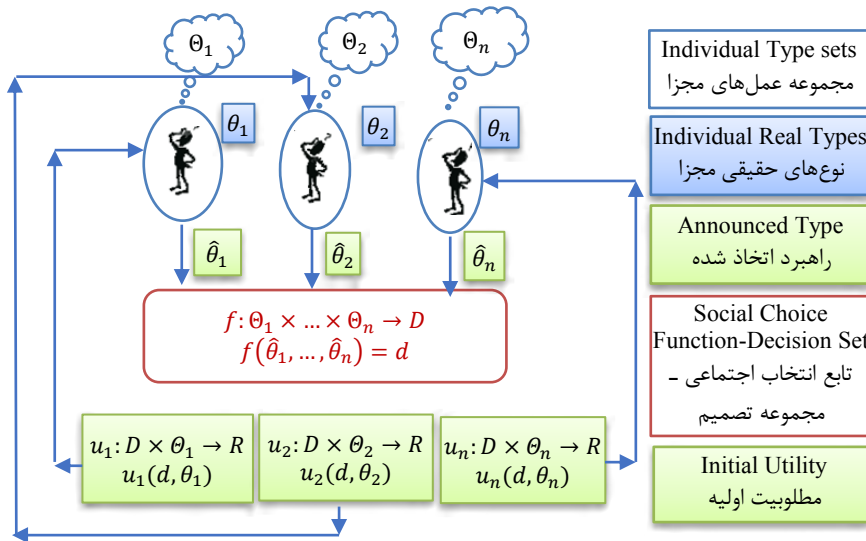 Θ₁
Θ₂
Θₙ
θ₁
θ₂
θₙ
θ̂₁
θ̂₂
θ̂ₙ
f: Θ₁ × … × Θₙ → D
f(θ̂₁, …, θ̂ₙ) = d
u₁: D × Θ₁ → R
u₁(d, θ₁)
u₂: D × Θ₂ → R
u₂(d, θ₂)
uₙ: D × Θₙ → R
uₙ(d, θₙ)
Individual Type sets
مجموعه عمل‌های مجزا
Individual Real Types
نوع‌های حقیقی مجزا
Announced Type
راهبرد اتخاذ شده
Social Choice
Function-Decision Set
تابع انتخاب اجتماعی –
مجموعه تصمیم
Initial Utility
مطلوبیت اولیه